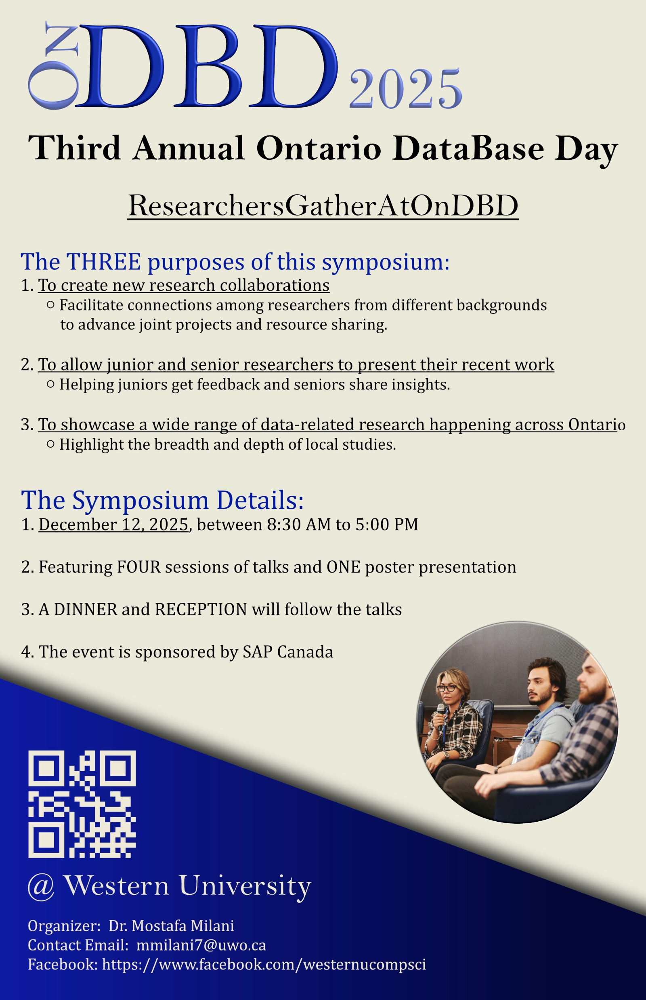 ON DBD 2025
Third Annual Ontario DataBase Day
ResearchersGatherAtOnDBD
The THREE purposes of this symposium:
1. To create new research collaborations
○ Facilitate connections among researchers from different backgrounds
to advance joint projects and resource sharing.
2. To allow junior and senior researchers to present their recent work
○ Helping juniors get feedback and seniors share insights.
3. To showcase a wide range of data-related research happening across Ontario
○ Highlight the breadth and depth of local studies.
The Symposium Details:
1. December 12, 2025, between 8:30 AM to 5:00 PM
2. Featuring FOUR sessions of talks and ONE poster presentation
3. A DINNER and RECEPTION will follow the talks
4. The event is sponsored by SAP Canada
@ Western University
Organizer: Dr. Mostafa Milani
Contact Email: mmilani7@uwo.ca
Facebook: https://www.facebook.com/westernucompsci